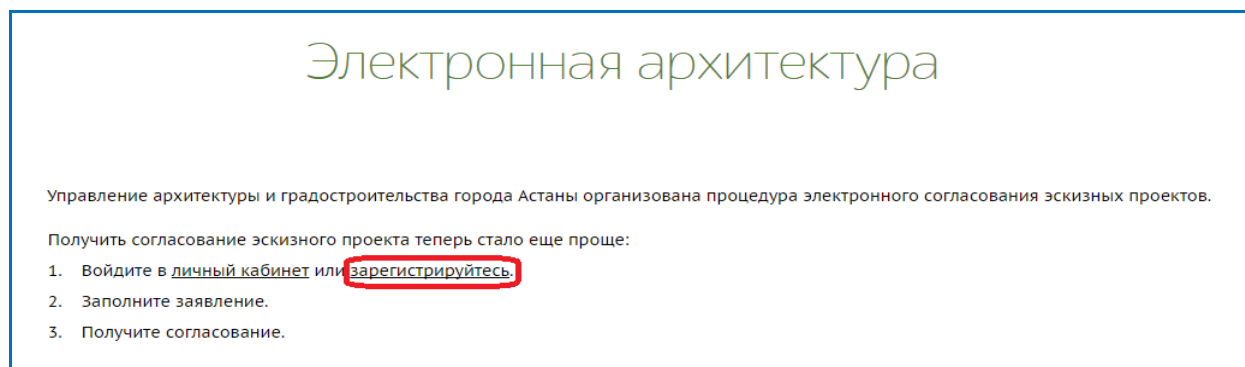 Электронная архитектура
Управление архитектуры и градостроительства города Астаны организована процедура электронного согласования эскизных проектов.
Получить согласование эскизного проекта теперь стало еще проще:
1. Войдите в личный кабинет или зарегистрируйтесь.
2. Заполните заявление.
3. Получите согласование.